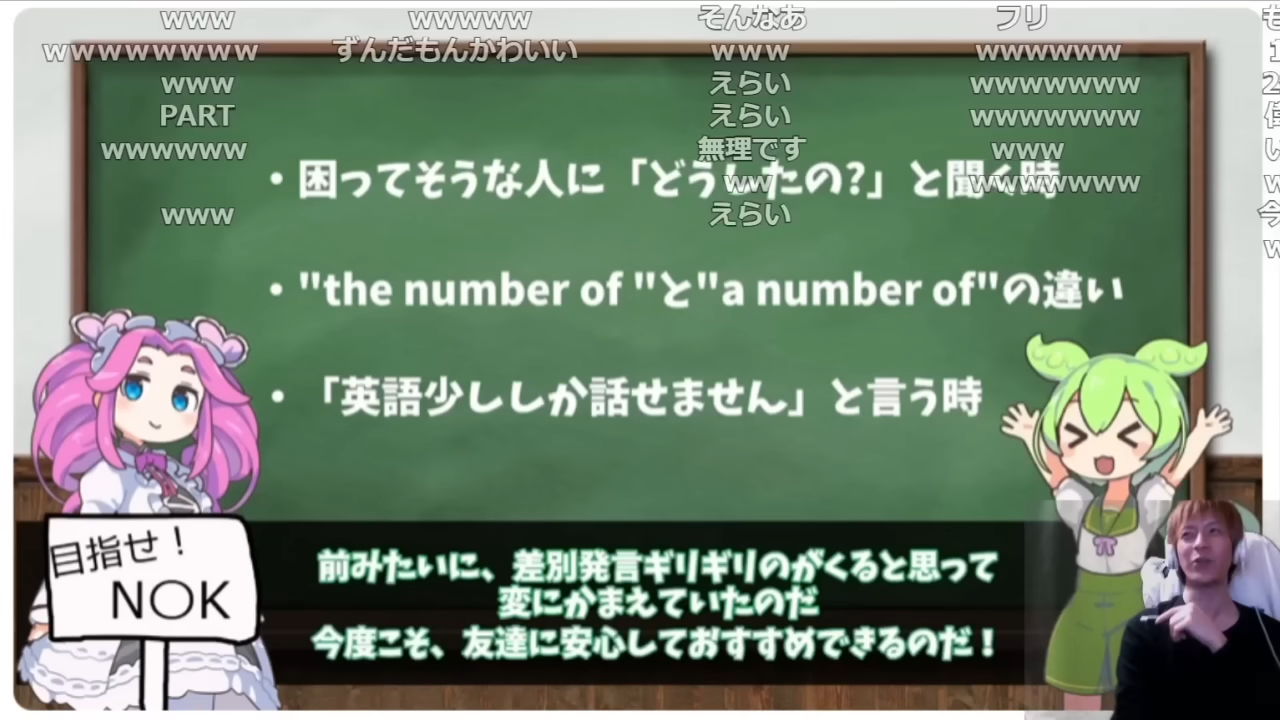 www
wwwww
そんなあ
フリ
wwwwwwwww
ずんだもんかわいい
www
wwwwww
www
えらい
wwwwwww
PART
えらい
wwwwwww
wwwwww
無理です
www
・困ってそうな人に「どうしたの?」と聞く時
ww
wwwwwww
www
えらい
・"the number of "と"a number of"の違い
・「英語少ししか話せません」と言う時
目指せ!
N○K
前みたいに、差別発言ギリギリのがくると思って
変にかまえていたのだ
今度こそ、友達に安心しておすすめできるのだ!